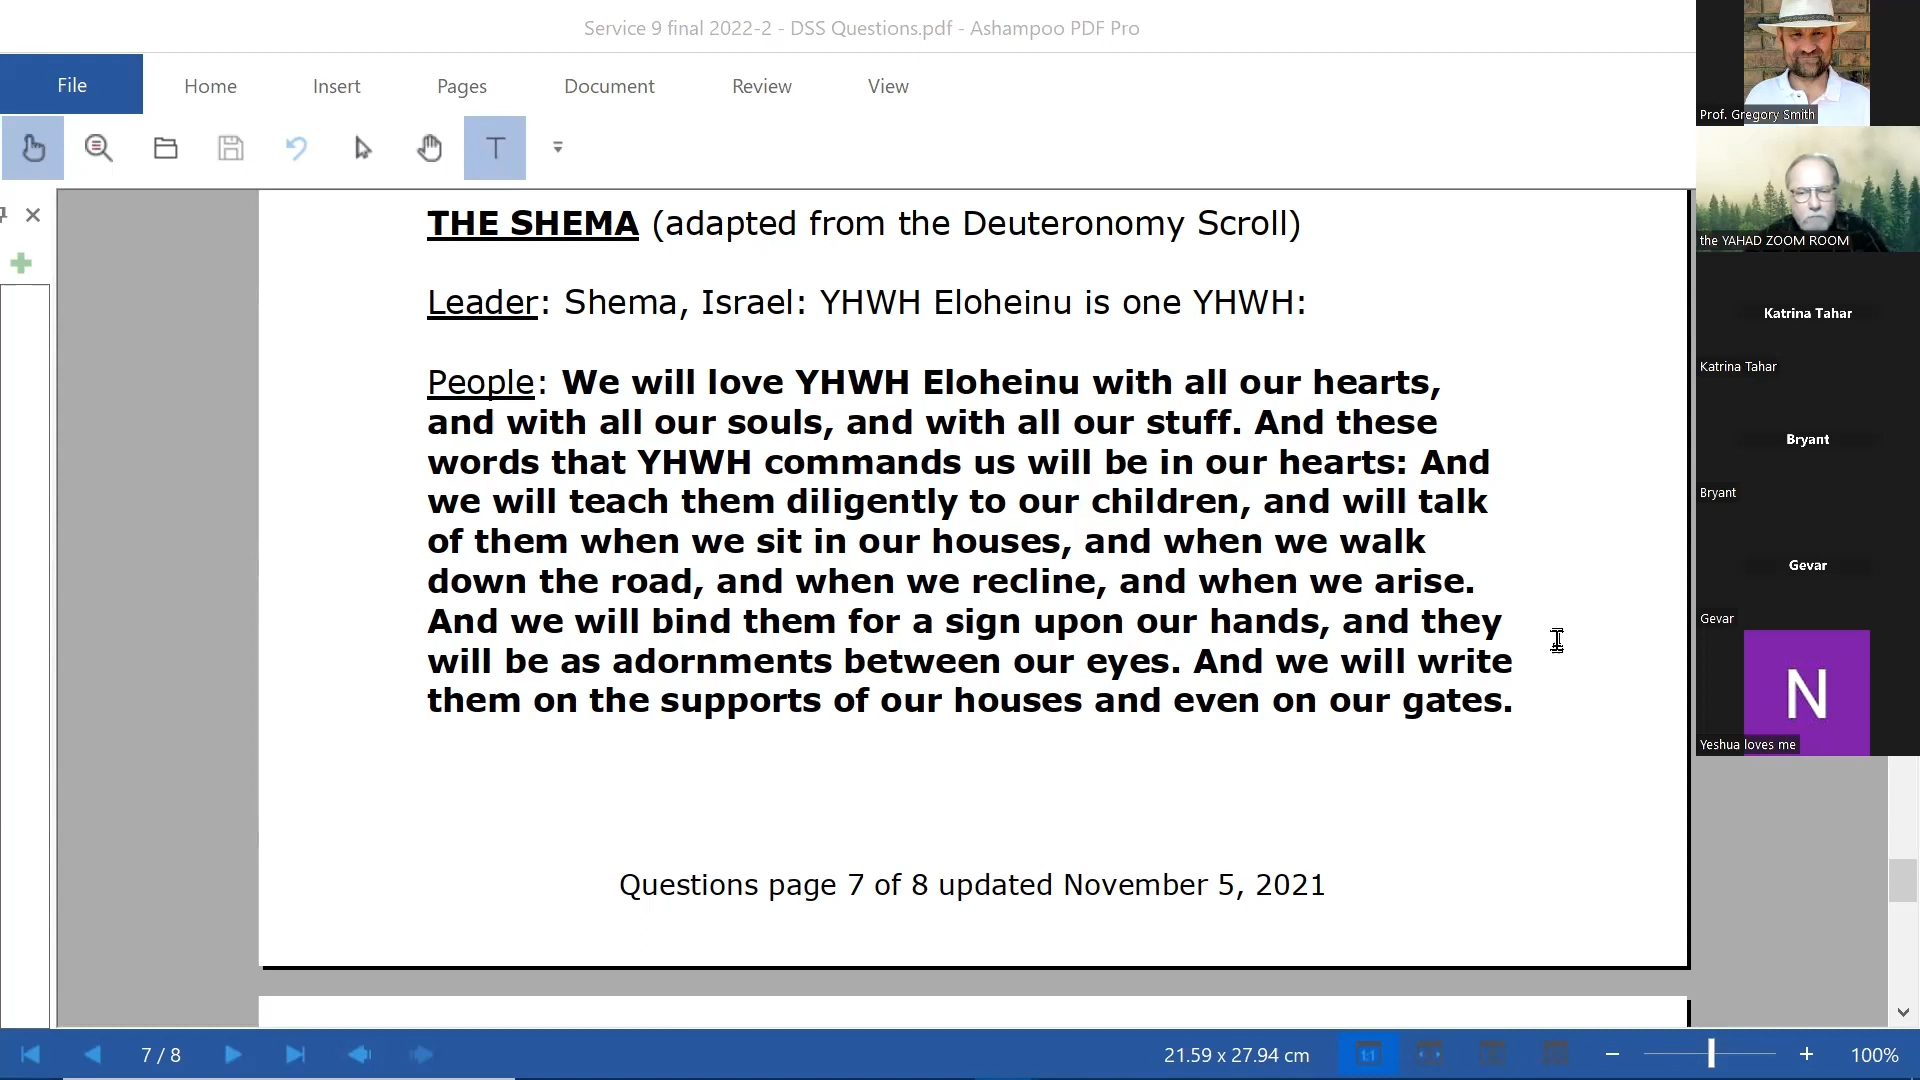 Service 9 final 2022-2 - DSS Questions.pdf - Ashampoo PDF Pro
File Home Insert Pages Document Review View
T
THE SHEMA (adapted from the Deuteronomy Scroll)
Leader: Shema, Israel: YHWH Eloheinu is one YHWH:
People: We will love YHWH Eloheinu with all our hearts,
and with all our souls, and with all our stuff. And these
words that YHWH commands us will be in our hearts: And
we will teach them diligently to our children, and will talk
of them when we sit in our houses, and when we walk
down the road, and when we recline, and when we arise.
And we will bind them for a sign upon our hands, and they
will be as adornments between our eyes. And we will write
them on the supports of our houses and even on our gates.
Questions page 7 of 8 updated November 5, 2021
7 / 8
21.59 x 27.94 cm
1:1
100%
Prof. Gregory Smith
the YAHAD ZOOM ROOM
Katrina Tahar
Katrina Tahar
Bryant
Bryant
Gevar
Gevar
N
Yeshua loves me